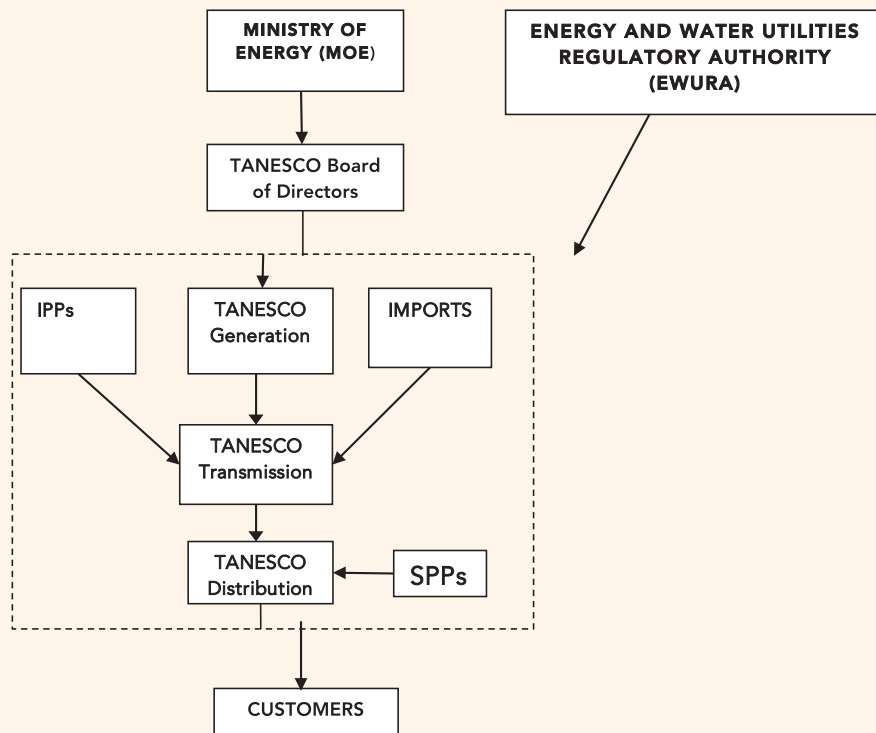 MINISTRY OF
ENERGY (MOE)
ENERGY AND WATER UTILITIES
REGULATORY AUTHORITY
(EWURA)
TANESCO Board
of Directors
IPPs
TANESCO
Generation
IMPORTS
TANESCO
Transmission
TANESCO
Distribution
SPPs
CUSTOMERS